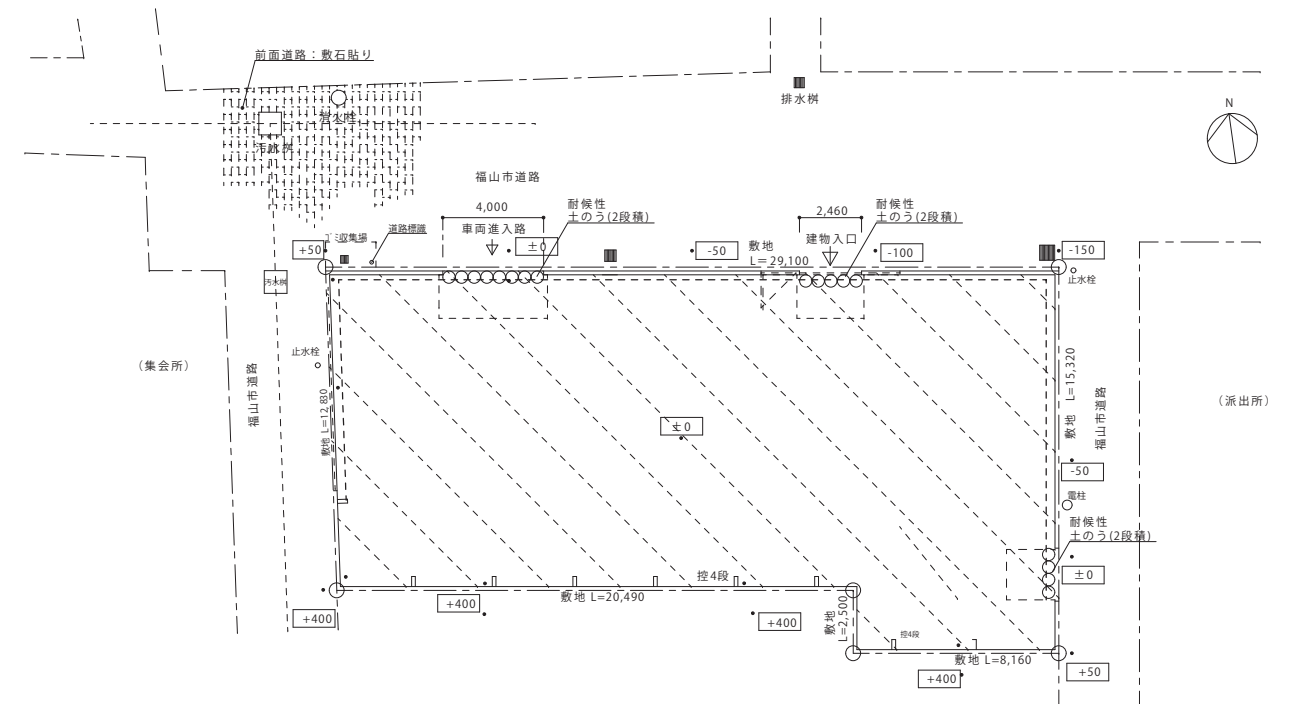 前面道路：敷石貼り
消火栓
汚水桝
排水桝
N
福山市道路
4,000
車両進入路
耐候性
土のう(2段積)
2,460
建物入口
耐候性
土のう(2段積)
ゴミ収集場
道路標識
+50
±0
-50
敷地
L＝29,100
-100
-150
止水栓
汚水桝
止水栓
（集会所）
福山市道路
敷地 L=12,830
±0
敷地 L=15,320
福山市道路
（派出所）
-50
電柱
耐候性
土のう(2段積)
±0
控4段
敷地 L=20,490
+400
+400
+400
敷地
L=2,500
控4段
敷地 L=8,160
+400
+50